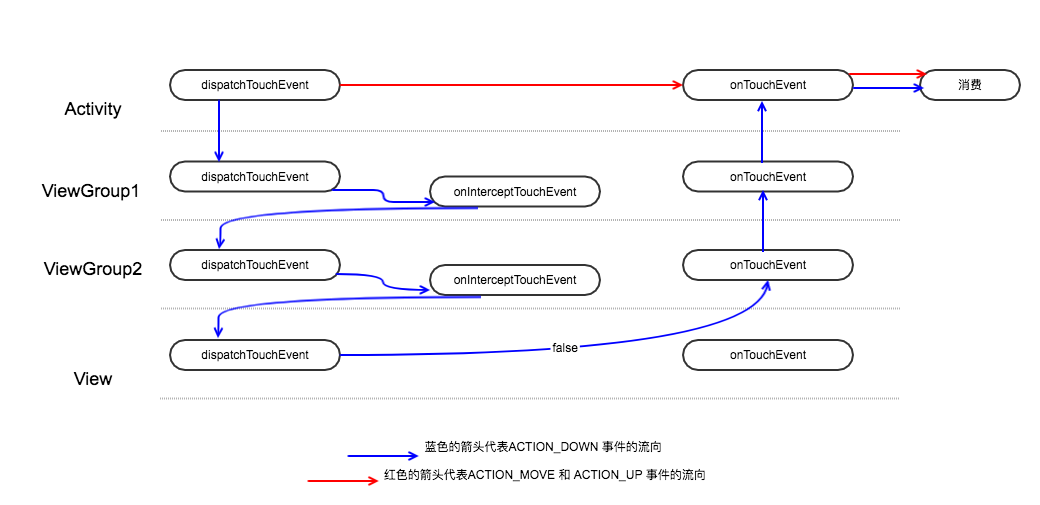 dispatchTouchEvent
onTouchEvent
消费
Activity
dispatchTouchEvent
onTouchEvent
ViewGroup1
onInterceptTouchEvent
dispatchTouchEvent
onTouchEvent
ViewGroup2
onInterceptTouchEvent
false
dispatchTouchEvent
onTouchEvent
View
蓝色的箭头代表ACTION_DOWN 事件的流向
红色的箭头代表ACTION_MOVE 和 ACTION_UP 事件的流向